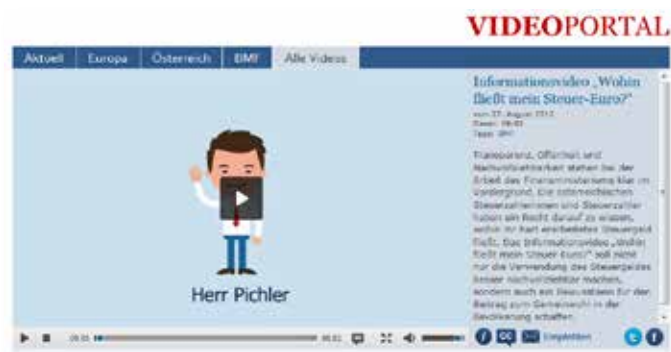 VIDEOPORTAL
Aktuell Europa Österreich BMF Alle Videos
Informationsvideo „Wohin
fließt mein Steuer-Euro?"
Herr Pichler
Transparenz, Offenheit und
Nachvollziehbarkeit stehen bei der
Arbeit des Finanzministeriums klar im
Vordergrund. Die österreichischen
Steuerzahlerinnen und Steuerzahler
haben ein Recht darauf zu wissen,
wohin ihr hart erarbeitetes Steuergeld
fließt. Das Informationsvideo „Wohin
fließt mein Steuer-Euro?" soll nicht
nur die Verwendung des Steuergeldes
besser nachvollziehbar machen,
sondern auch ein Bewusstsein für den
Beitrag zum Gemeinwohl in der
Bevölkerung schaffen.
CC Empfehlen